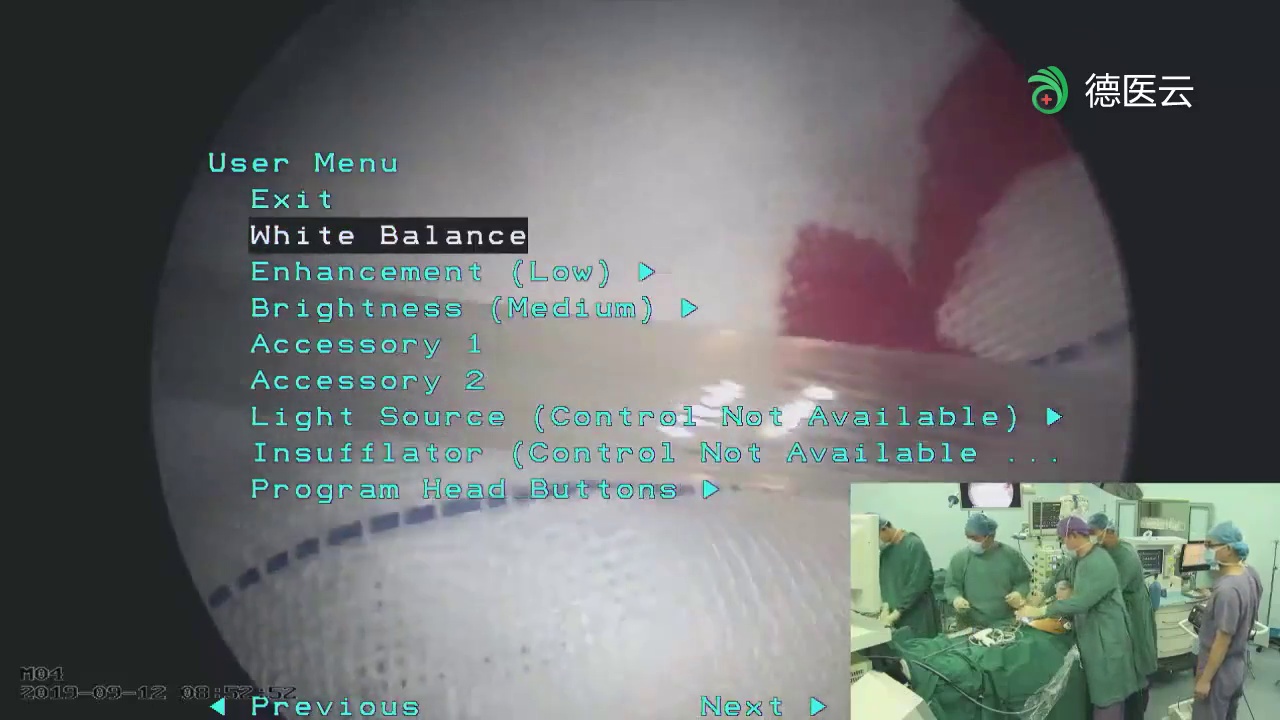 德医云
User Menu
Exit
White Balance
Enhancement (Low) ▶
Brightness (Medium) ▶
Accessory 1
Accessory 2
Light Source (Control Not Available) ▶
Insufflator (Control Not Available ...
Program Head Buttons ▶
M04
2019-09-12 08:52:52
◀ Previous
Next ▶